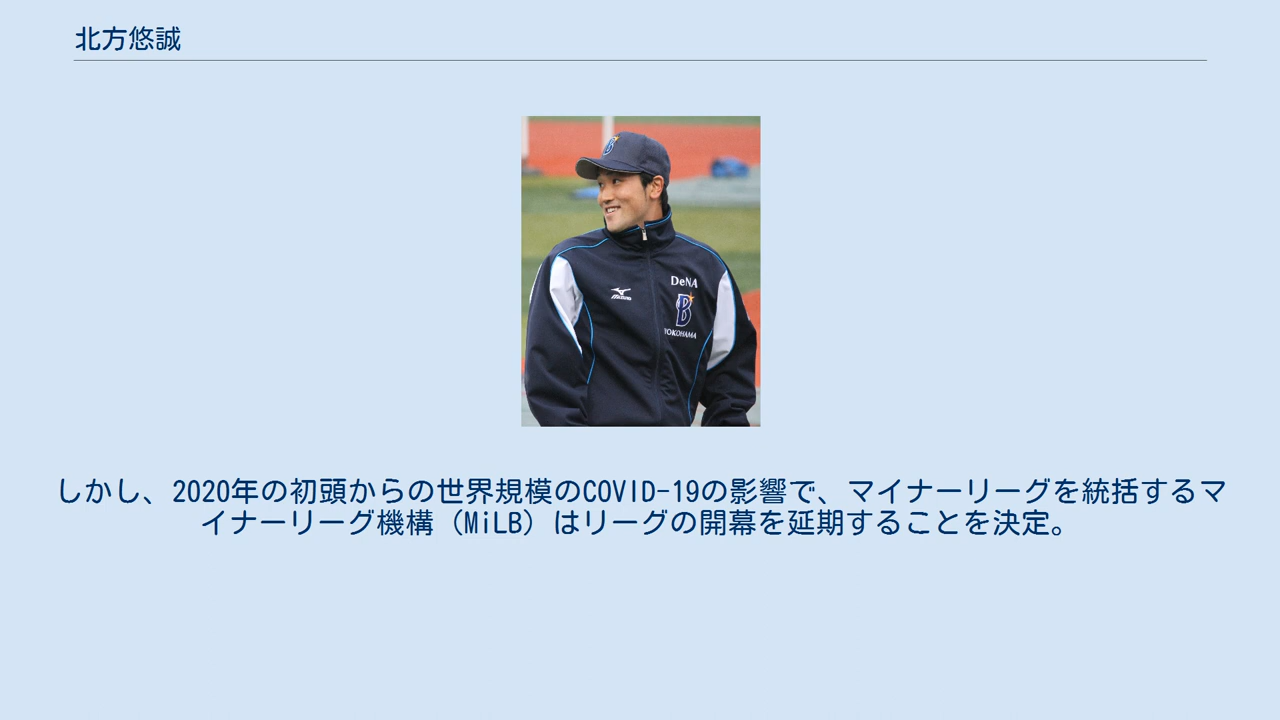 北方悠誠
B
DeNA
Mizuno
B
YOKOHAMA
しかし、2020年の初頭からの世界規模のCOVID-19の影響で、マイナーリーグを統括するマ
イナーリーグ機構（MiLB）はリーグの開幕を延期することを決定。